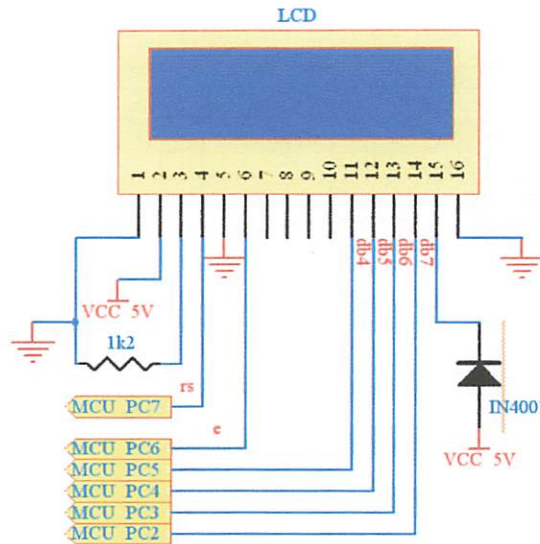 LCD
1 2 3 4 5 6 7 8 9 10 11 12 13 14 15 16
db4 db5 db6 db7
VCC 5V
1k2
rs
MCU PC7
IN400
e
MCU PC6
VCC 5V
MCU PC5
MCU PC4
MCU PC3
MCU PC2